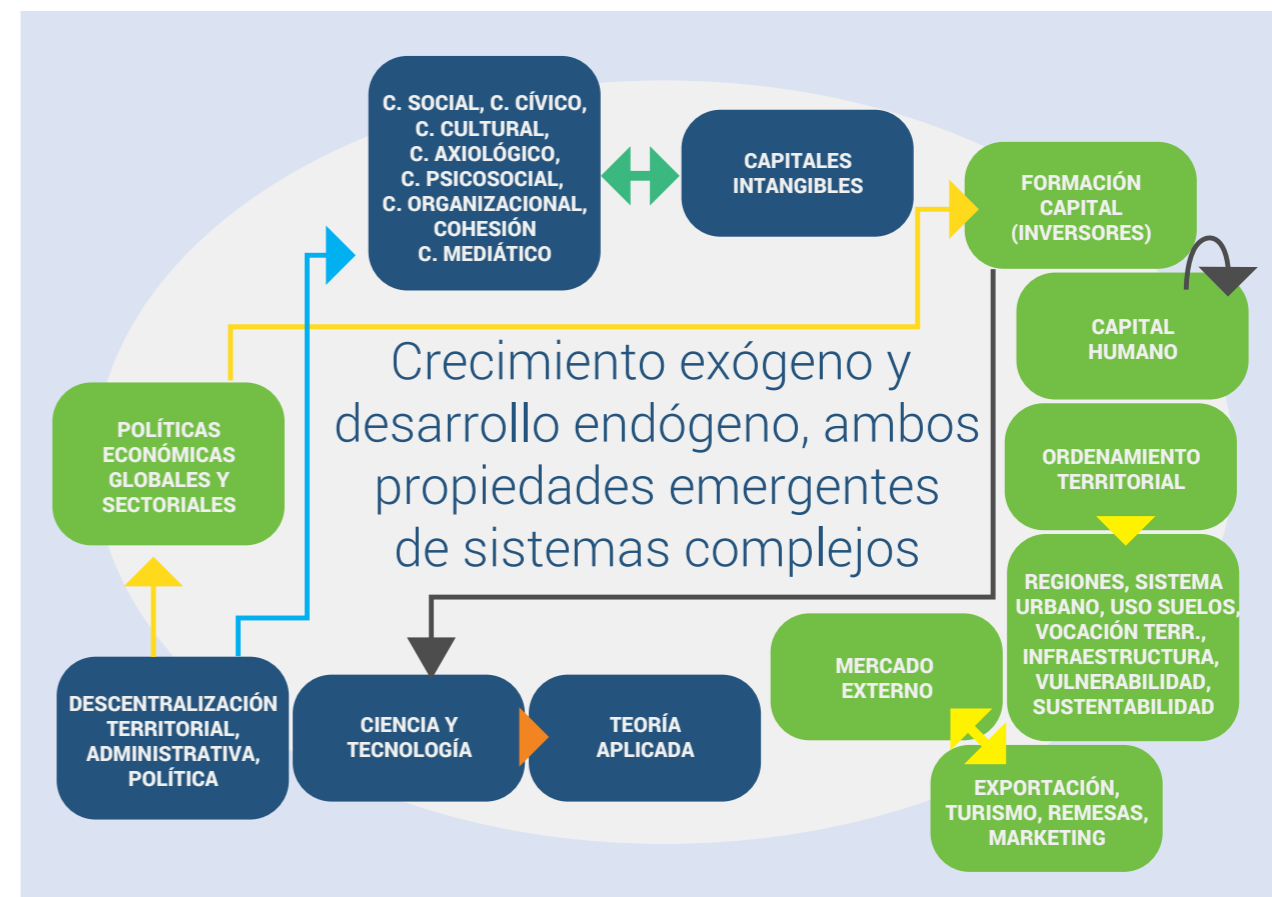 C. SOCIAL, C. CÍVICO,
C. CULTURAL,
C. AXIOLÓGICO,
C. PSICOSOCIAL,
C. ORGANIZACIONAL,
COHESIÓN
C. MEDIÁTICO
CAPITALES
INTANGIBLES
FORMACIÓN
CAPITAL
(INVERSORES)
CAPITAL
HUMANO
Crecimiento exógeno y
desarrollo endógeno, ambos
propiedades emergentes
de sistemas complejos
POLÍTICAS
ECONÓMICAS
GLOBALES Y
SECTORIALES
ORDENAMIENTO
TERRITORIAL
REGIONES, SISTEMA
URBANO, USO SUELOS,
VOCACIÓN TERR.,
INFRAESTRUCTURA,
VULNERABILIDAD,
SUSTENTABILIDAD
MERCADO
EXTERNO
DESCENTRALIZACIÓN
TERRITORIAL,
ADMINISTRATIVA,
POLÍTICA
CIENCIA Y
TECNOLOGÍA
TEORÍA
APLICADA
EXPORTACIÓN,
TURISMO, REMESAS,
MARKETING